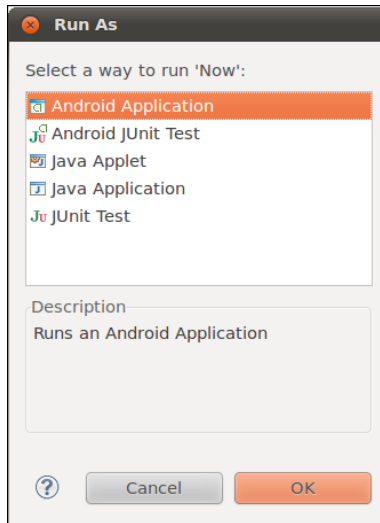 Run As
Select a way to run 'Now':
Android Application
Android JUnit Test
Java Applet
Java Application
Ju JUnit Test
Description
Runs an Android Application
? Cancel OK